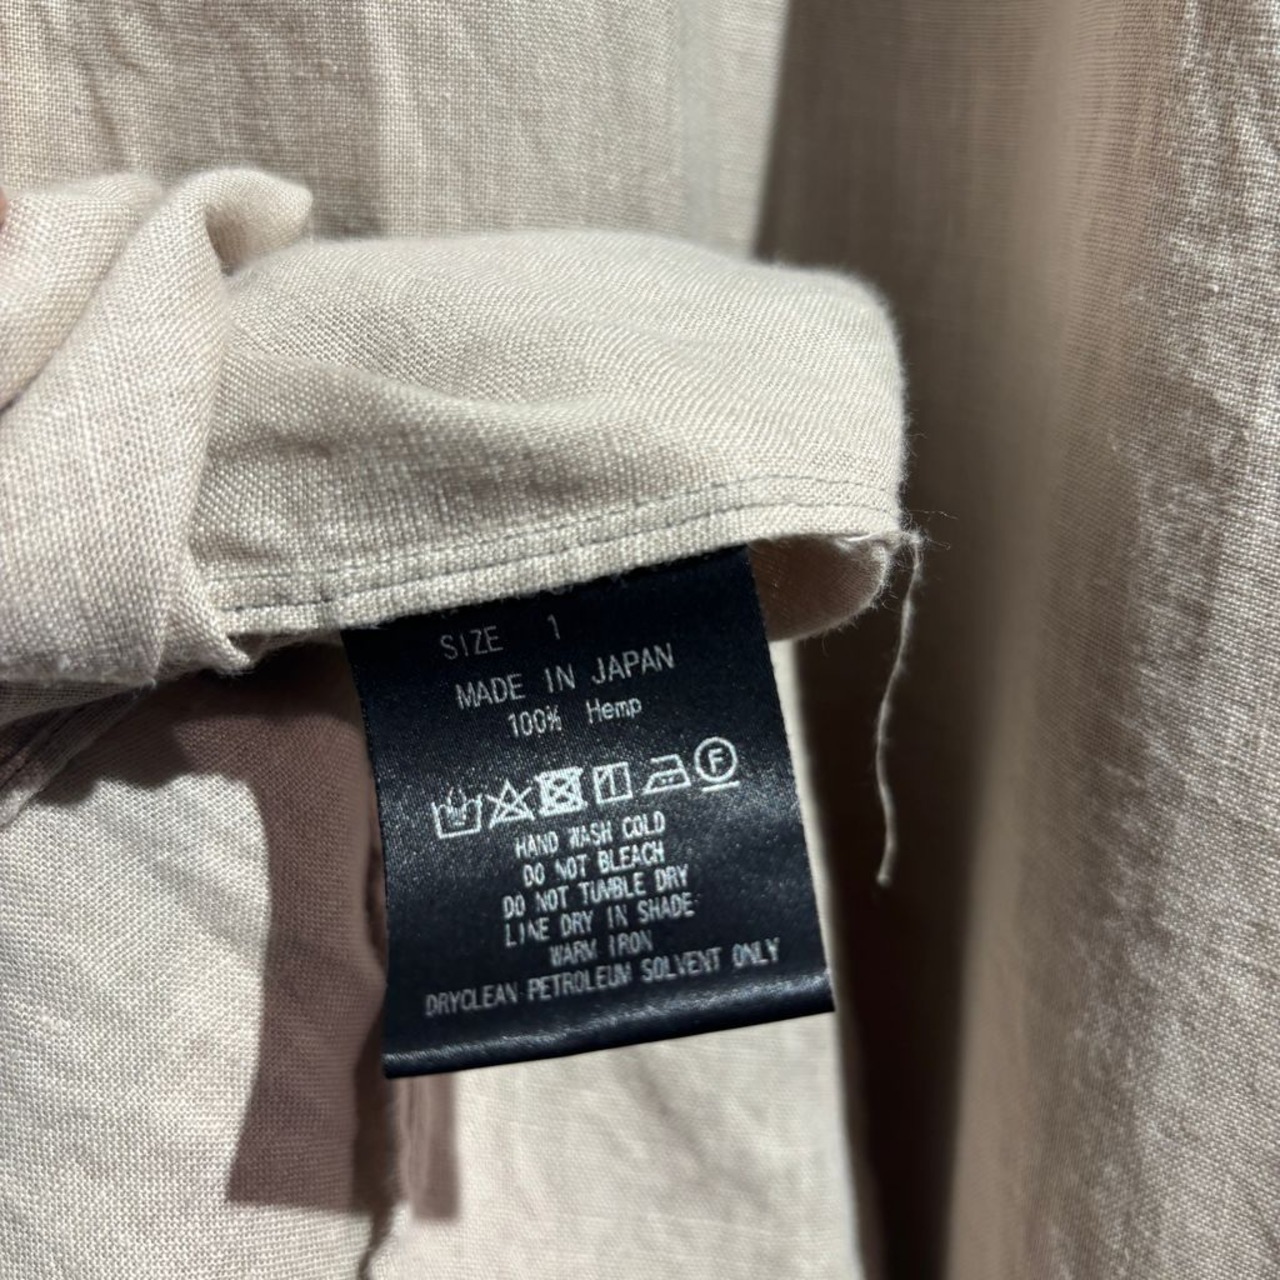 SIZE 1
MADE IN JAPAN
100% Hemp
F
HAND WASH COLD
DO NOT BLEACH
DO NOT TUMBLE DRY
LINE DRY IN SHADE
WARM IRON
DRYCLEAN PETROLEUM SOLVENT ONLY